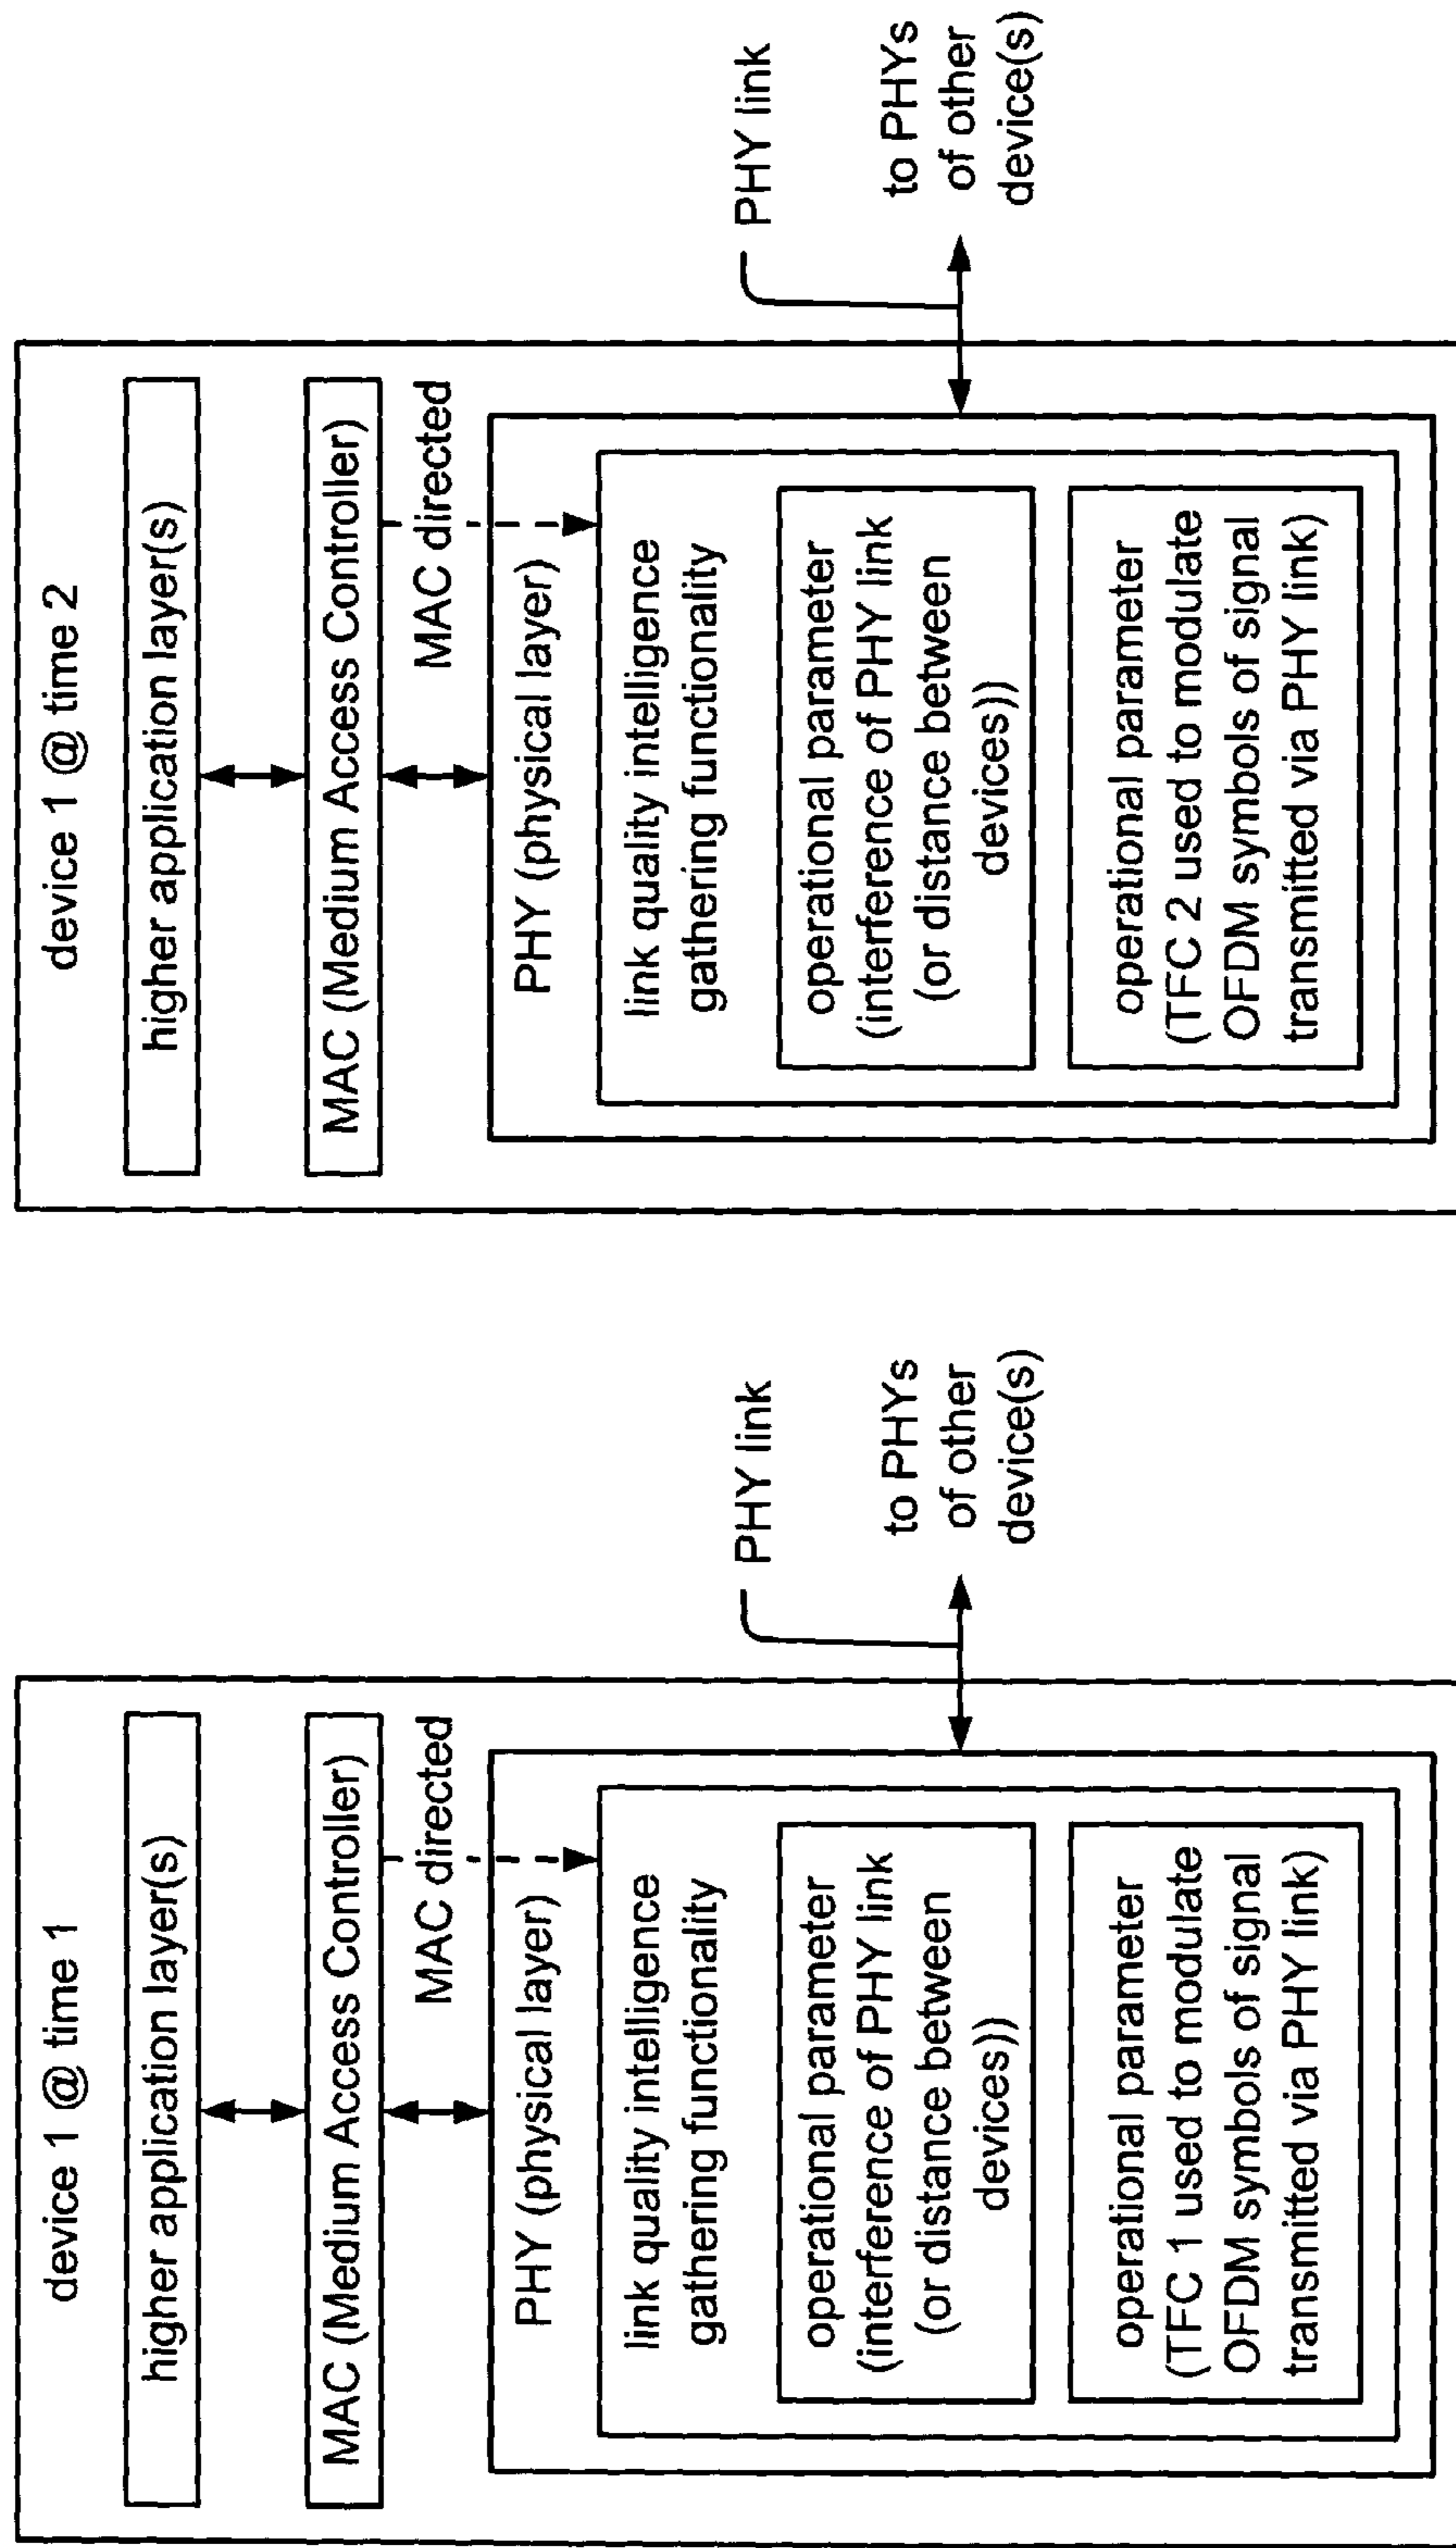 device 1 @ time 1
higher application layer(s)
MAC (Medium Access Controller)
MAC directed
PHY (physical layer)
link quality intelligence
gathering functionality
operational parameter
(interference of PHY link
(or distance between
devices))
operational parameter
(TFC 1 used to modulate
OFDM symbols of signal
transmitted via PHY link)
PHY link
to PHYs
of other
device(s)
device 1 @ time 2
higher application layer(s)
MAC (Medium Access Controller)
MAC directed
PHY (physical layer)
link quality intelligence
gathering functionality
operational parameter
(interference of PHY link
(or distance between
devices))
operational parameter
(TFC 2 used to modulate
OFDM symbols of signal
transmitted via PHY link)
PHY link
to PHYs
of other
device(s)